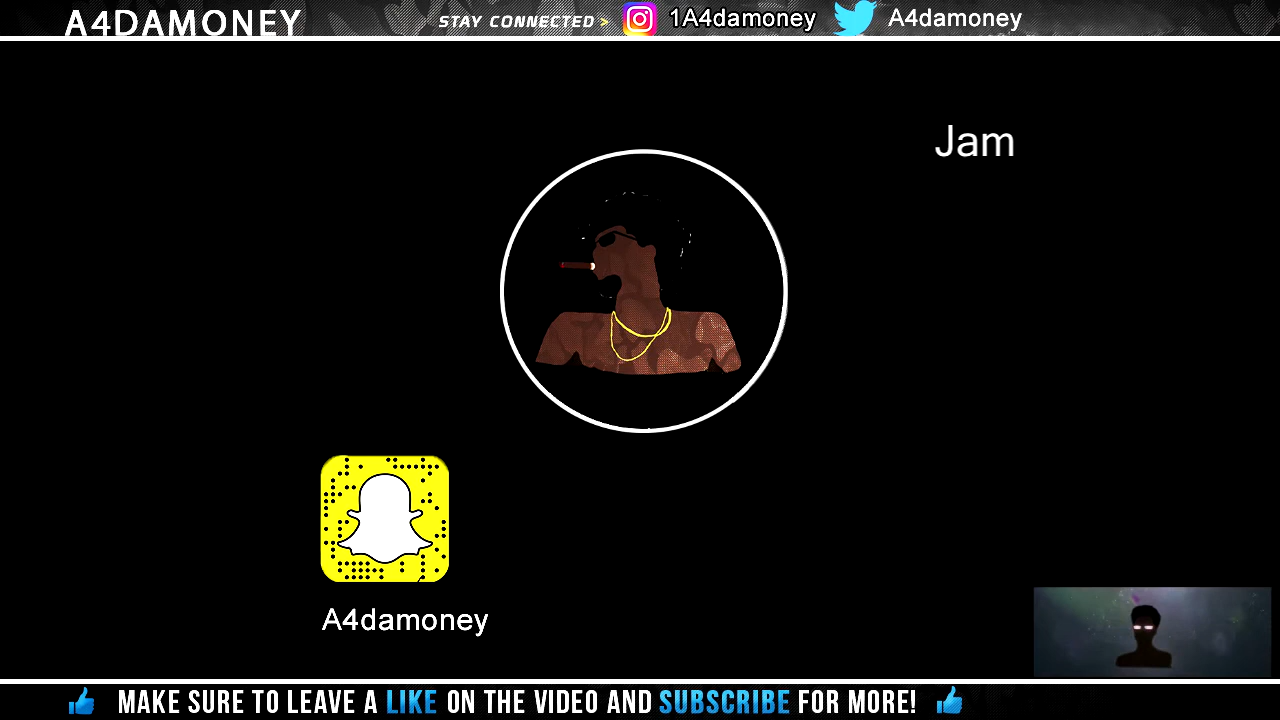 A4DAMONEY
STAY CONNECTED > 1A4damoney A4damoney
Jam
A4damoney
MAKE SURE TO LEAVE A LIKE ON THE VIDEO AND SUBSCRIBE FOR MORE!